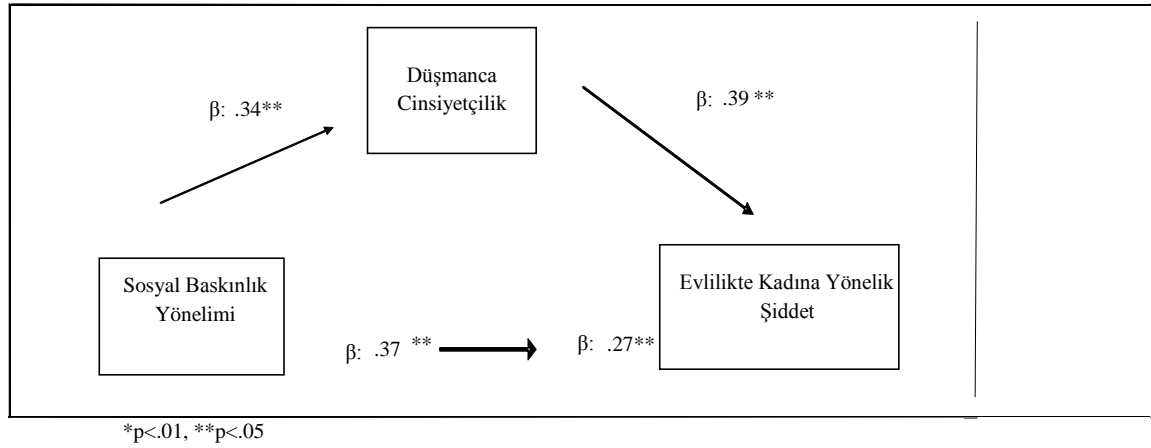 Düşmanca
Cinsiyetçilik
β: .34**
β: .39 **
Sosyal Baskınlık
Yönelimi
Evlilikte Kadına Yönelik
Şiddet
β: .37 **
β: .27**
*p<.01, **p<.05